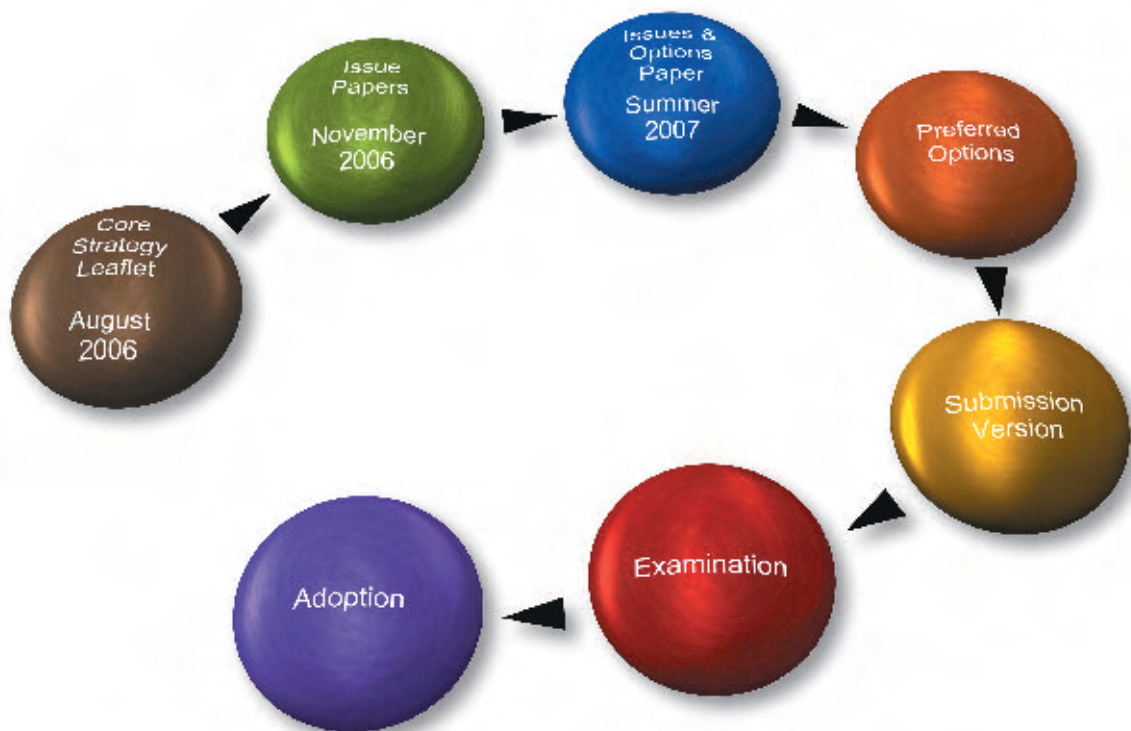 Core
Strategy
Leaflet
August
2006
Issue
Papers
November
2006
Issues &
Options
Paper
Summer
2007
Preferred
Options
Submission
Version
Examination
Adoption